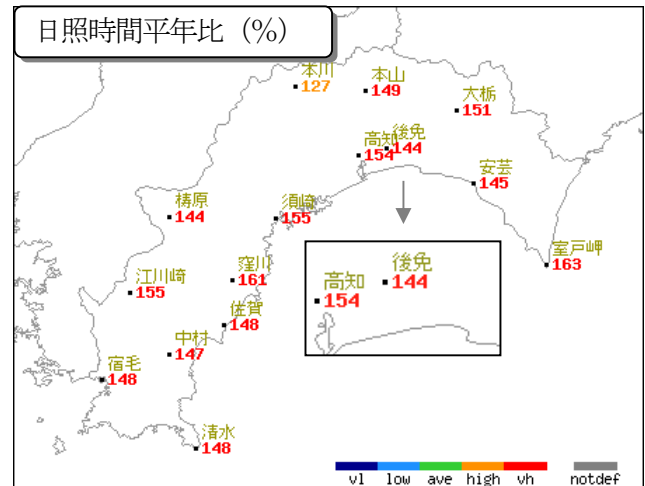 日照時間平年比（%）
本川
127
本山
149
大栃
151
高知
154
後免
144
安芸
145
梼原
144
須崎
155
室戸岬
163
窪川
161
江川崎
155
後免
144
高知
154
佐賀
148
中村
147
宿毛
148
清水
148
vl low ave high vh notdef